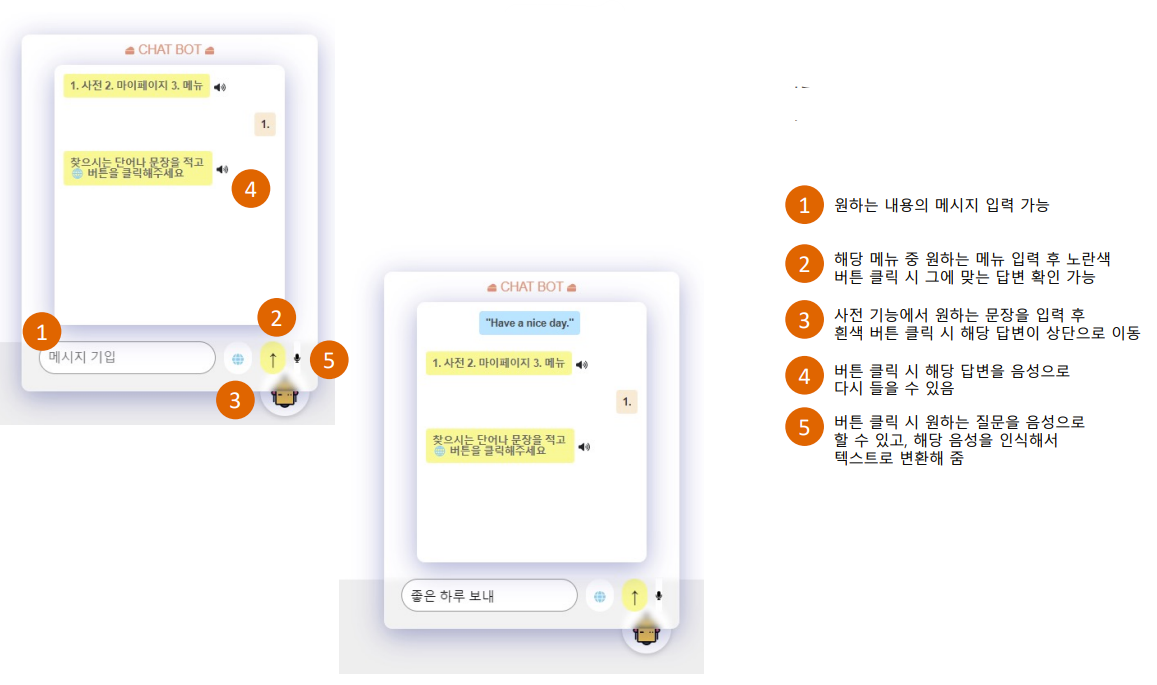 CHAT BOT
1. 사전 2. 마이페이지 3. 메뉴
1.
찾으시는 단어나 문장을 적고
버튼을 클릭해주세요
4
1
2
메시지 기입
↑
5
3
CHAT BOT
"Have a nice day."
1. 사전 2. 마이페이지 3. 메뉴
1.
찾으시는 단어나 문장을 적고
버튼을 클릭해주세요
좋은 하루 보내
↑
1 원하는 내용의 메시지 입력 가능
2 해당 메뉴 중 원하는 메뉴 입력 후 노란색
버튼 클릭 시 그에 맞는 답변 확인 가능
3 사전 기능에서 원하는 문장을 입력 후
흰색 버튼 클릭 시 해당 답변이 상단으로 이동
4 버튼 클릭 시 해당 답변을 음성으로
다시 들을 수 있음
5 버튼 클릭 시 원하는 질문을 음성으로
할 수 있고, 해당 음성을 인식해서
텍스트로 변환해 줌